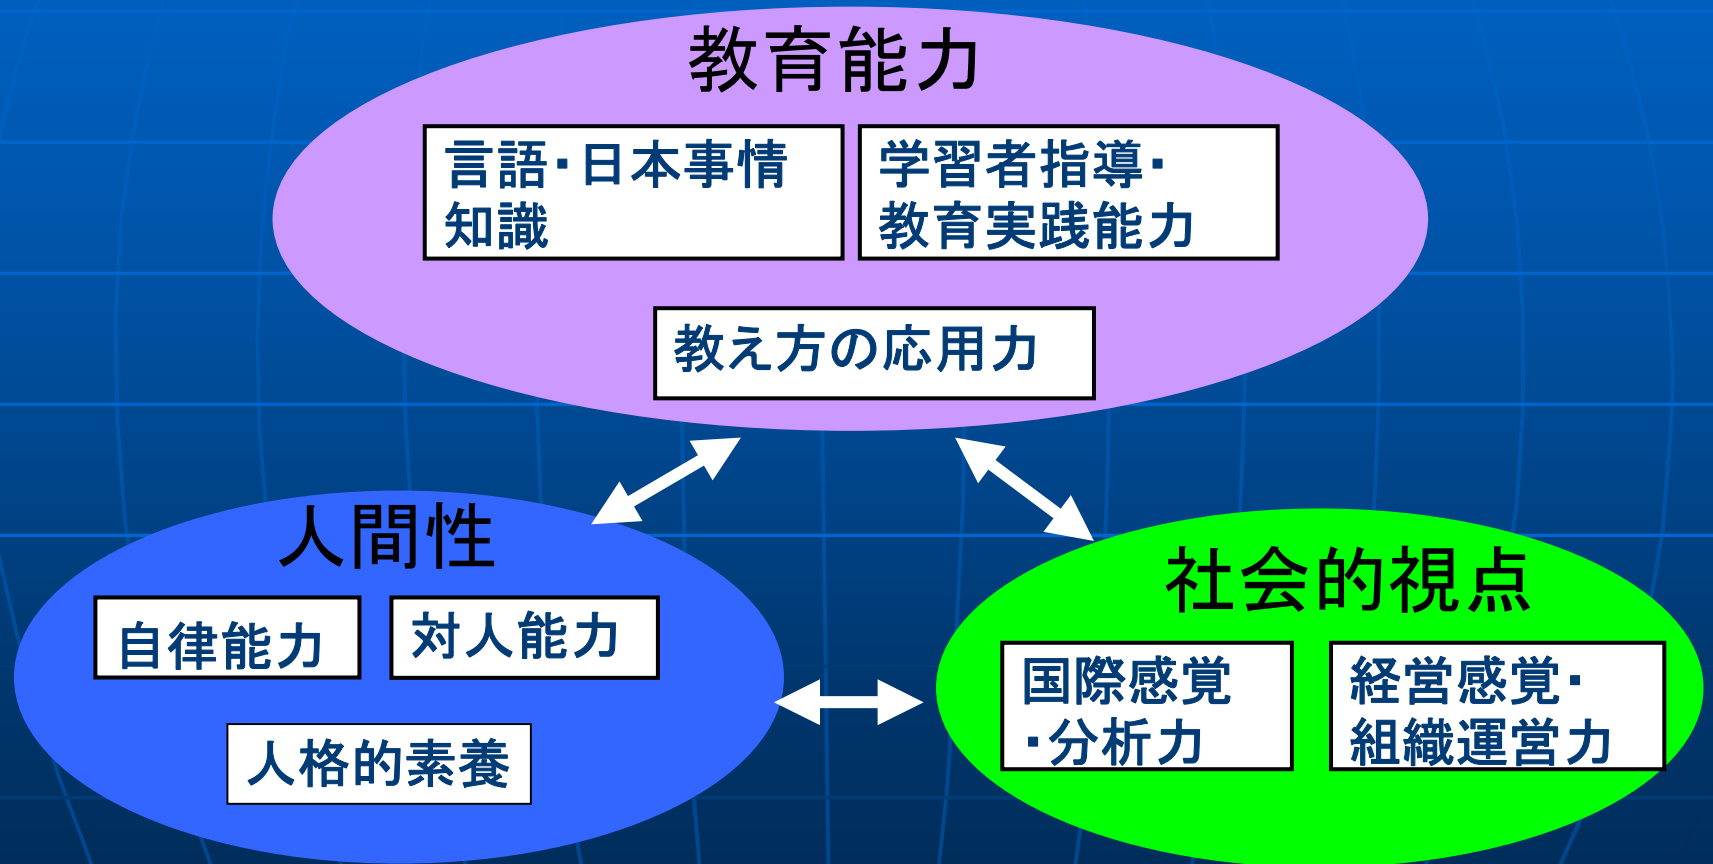 教育能力
言語・日本事情
知識
学習者指導・
教育実践能力
教え方の応用力
人間性
自律能力
対人能力
人格的素養
社会的視点
国際感覚
・分析力
経営感覚・
組織運営力